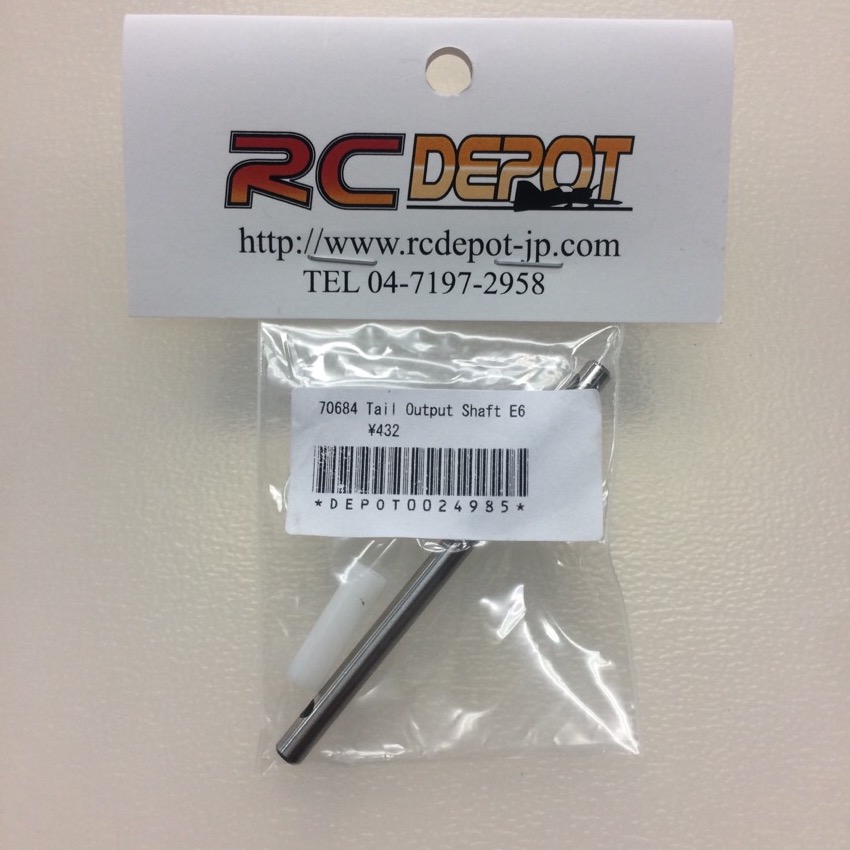 RC DEPOT
http://www.rcdepot-jp.com
TEL 04-7197-2958
70684 Tail Output Shaft E6
¥432
*DEPOT0024985*